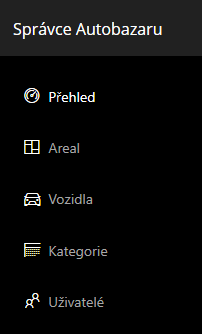 Správce Autobazaru
Přehled
Areal
Vozidla
Kategorie
Uživatelé